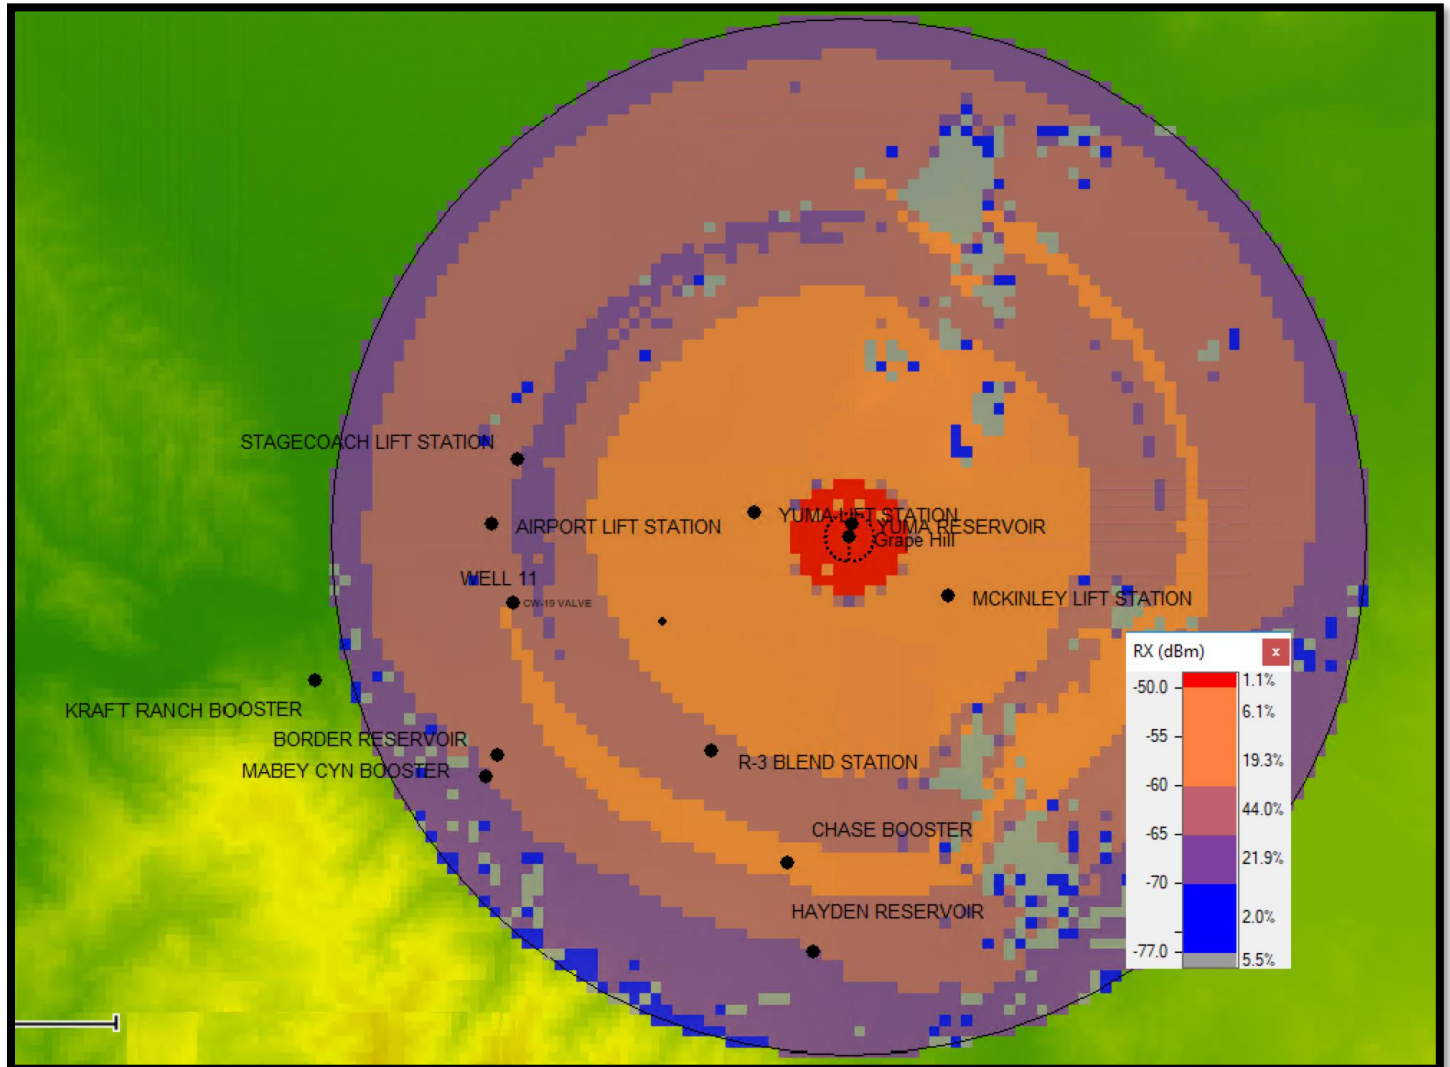 STAGECOACH LIFT STATION
YUMA LIFT STATION
AIRPORT LIFT STATION
YUMA RESERVOIR
Grape Hill
WELL 11
CW-19 VALVE
MCKINLEY LIFT STATION
KRAFT RANCH BOOSTER
BORDER RESERVOIR
MABEY CYN BOOSTER
R-3 BLEND STATION
CHASE BOOSTER
HAYDEN RESERVOIR
RX (dBm)
x
-50.0
1.1%
6.1%
-55
19.3%
-60
44.0%
-65
21.9%
-70
2.0%
-77.0
5.5%